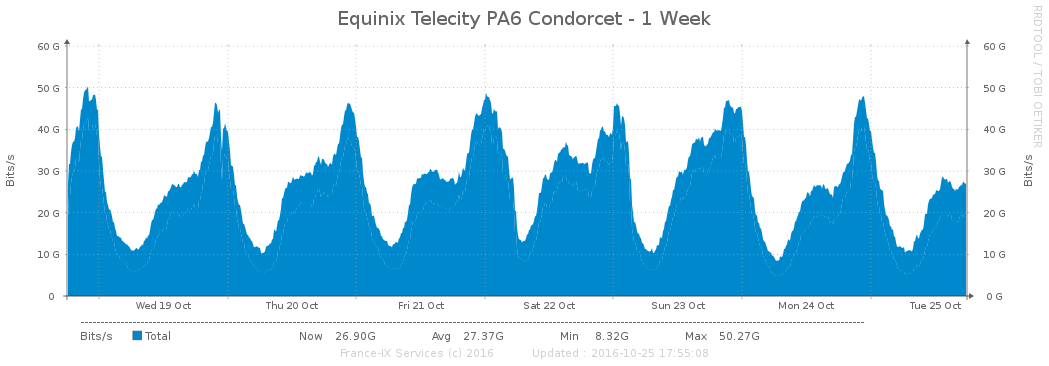 Equinix Telecity PA6 Condorcet - 1 Week
RRDTOOL / TOBI OETIKER
60 G 60 G
50 G 50 G
40 G 40 G
30 G 30 G
20 G 20 G
10 G 10 G
0 0 G
Bits/s
Bits/s
Wed 19 Oct Thu 20 Oct Fri 21 Oct Sat 22 Oct Sun 23 Oct Mon 24 Oct Tue 25 Oct
Bits/s Total Now 26.90G Avg 27.37G Min 8.32G Max 50.27G
France-IX Services (c) 2016 Updated : 2016-10-25 17:55:08